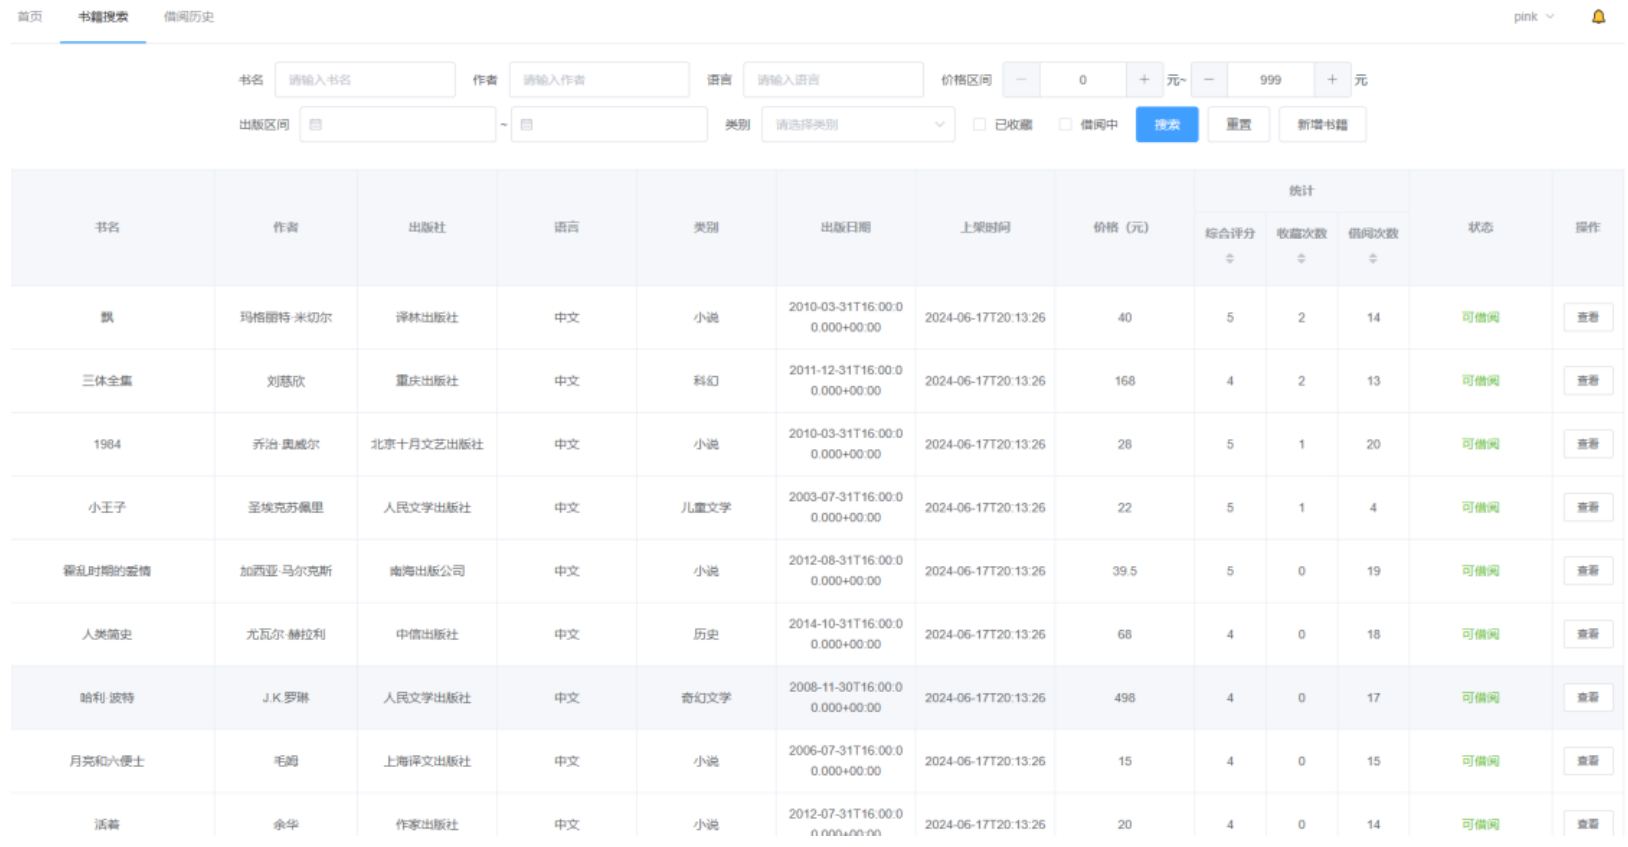 首页 书籍搜索 借阅历史 pink
书名 请输入书名 作者 请输入作者 语言 请输入语言 价格区间 − 0 + 元~ − 999 + 元
出版区间 ~ 类别 请选择类别 已收藏 借阅中 搜索 重置 新增书籍
统计
书名 作者 出版社 语言 类别 出版日期 上架时间 价格（元） 综合评分 收藏次数 借阅次数 状态 操作
飘 玛格丽特·米切尔 译林出版社 中文 小说 2010-03-31T16:00:00.000+00:00 2024-06-17T20:13:26 40 5 2 14 可借阅 查看
三体全集 刘慈欣 重庆出版社 中文 科幻 2011-12-31T16:00:00.000+00:00 2024-06-17T20:13:26 168 4 2 13 可借阅 查看
1984 乔治·奥威尔 北京十月文艺出版社 中文 小说 2010-03-31T16:00:00.000+00:00 2024-06-17T20:13:26 28 5 1 20 可借阅 查看
小王子 圣埃克苏佩里 人民文学出版社 中文 儿童文学 2003-07-31T16:00:00.000+00:00 2024-06-17T20:13:26 22 5 1 4 可借阅 查看
霍乱时期的爱情 加西亚·马尔克斯 南海出版公司 中文 小说 2012-08-31T16:00:00.000+00:00 2024-06-17T20:13:26 39.5 5 0 19 可借阅 查看
人类简史 尤瓦尔·赫拉利 中信出版社 中文 历史 2014-10-31T16:00:00.000+00:00 2024-06-17T20:13:26 68 4 0 18 可借阅 查看
哈利·波特 J.K.罗琳 人民文学出版社 中文 奇幻文学 2008-11-30T16:00:00.000+00:00 2024-06-17T20:13:26 498 4 0 17 可借阅 查看
月亮和六便士 毛姆 上海译文出版社 中文 小说 2006-07-31T16:00:00.000+00:00 2024-06-17T20:13:26 15 4 0 15 可借阅 查看
活着 余华 作家出版社 中文 小说 2012-07-31T16:00:00.000+00:00 2024-06-17T20:13:26 20 4 0 14 可借阅 查看